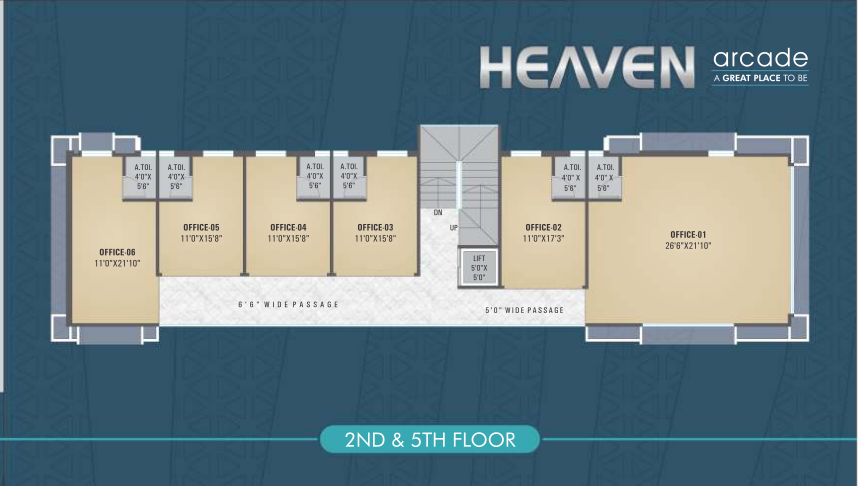 HEAVEN
arcade
A GREAT PLACE TO BE
A.TOI.
4'0"X
5'6"
A.TOI.
4'0"X
5'6"
A.TOI.
4'0"X
5'6"
A.TOI.
4'0"X
5'6"
A.TOI.
4'0" X
5'6"
A.TOI.
4'0" X
5'6"
OFFICE-06
11'0"X21'10"
OFFICE-05
11'0"X15'8"
OFFICE-04
11'0"X15'8"
OFFICE-03
11'0"X15'8"
DN
UP
LIFT
5'0"X
5'0"
OFFICE-02
11'0"X17'3"
OFFICE-01
26'6"X21'10"
6'6" WIDE PASSAGE
5'0" WIDE PASSAGE
2ND & 5TH FLOOR